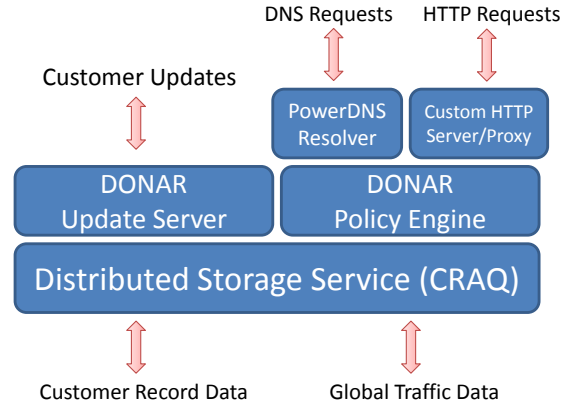 DNS Requests
HTTP Requests
Customer Updates
PowerDNS
Resolver
Custom HTTP
Server/Proxy
DONAR
Update Server
DONAR
Policy Engine
Distributed Storage Service (CRAQ)
Customer Record Data
Global Traffic Data